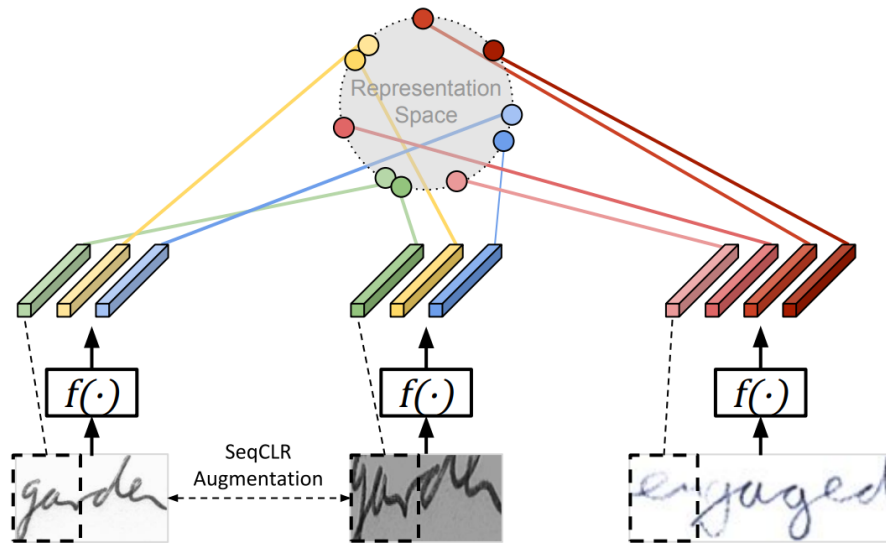 Representation
Space
f(·) f(·) f(·)
SeqCLR
Augmentation
garden garden engaged